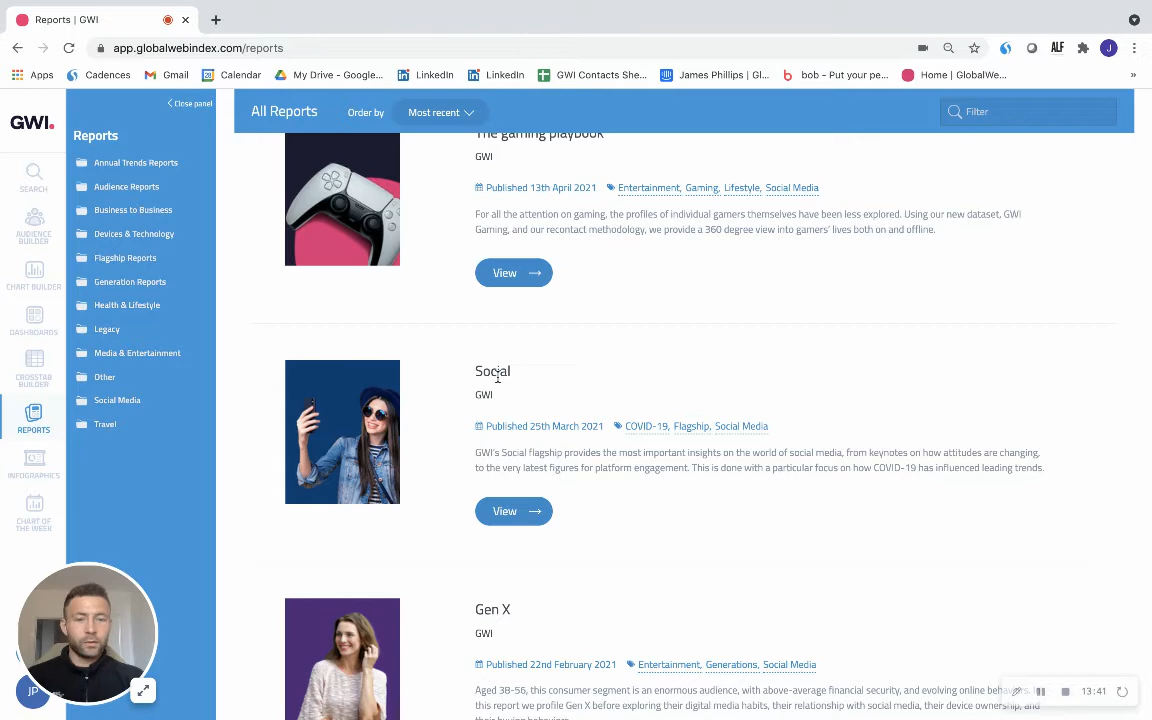 Reports | GWI
app.globalwebindex.com/reports
ALF
J
Apps
Cadences
Gmail
Calendar
My Drive - Google...
LinkedIn
LinkedIn
GWI Contacts She...
James Phillips | Gl...
bob - Put your pe...
Home | GlobalWe...
»
GWI.
SEARCH
AUDIENCE
BUILDER
CHART BUILDER
DASHBOARDS
CROSSTAB
BUILDER
REPORTS
INFOGRAPHICS
CHART OF
THE WEEK
JP
Close panel
Reports
Annual Trends Reports
Audience Reports
Business to Business
Devices & Technology
Flagship Reports
Generation Reports
Health & Lifestyle
Legacy
Media & Entertainment
Other
Social Media
Travel
All Reports
Order by
Most recent
Filter
The gaming playbook
GWI
Published 13th April 2021 Entertainment, Gaming, Lifestyle, Social Media
For all the attention on gaming, the profiles of individual gamers themselves have been less explored. Using our new dataset, GWI
Gaming, and our recontact methodology, we provide a 360 degree view into gamers' lives both on and offline.
View
Social
GWI
Published 25th March 2021 COVID-19, Flagship, Social Media
GWI's Social flagship provides the most important insights on the world of social media, from keynotes on how attitudes are changing,
to the very latest figures for platform engagement. This is done with a particular focus on how COVID-19 has influenced leading trends.
View
Gen X
GWI
Published 22nd February 2021 Entertainment, Generations, Social Media
Aged 38-56, this consumer segment is an enormous audience, with above-average financial security, and evolving online
this report we profile Gen X before exploring their digital media habits, their relationship with social media, their device ownership, and
their buying behaviors.
13:41